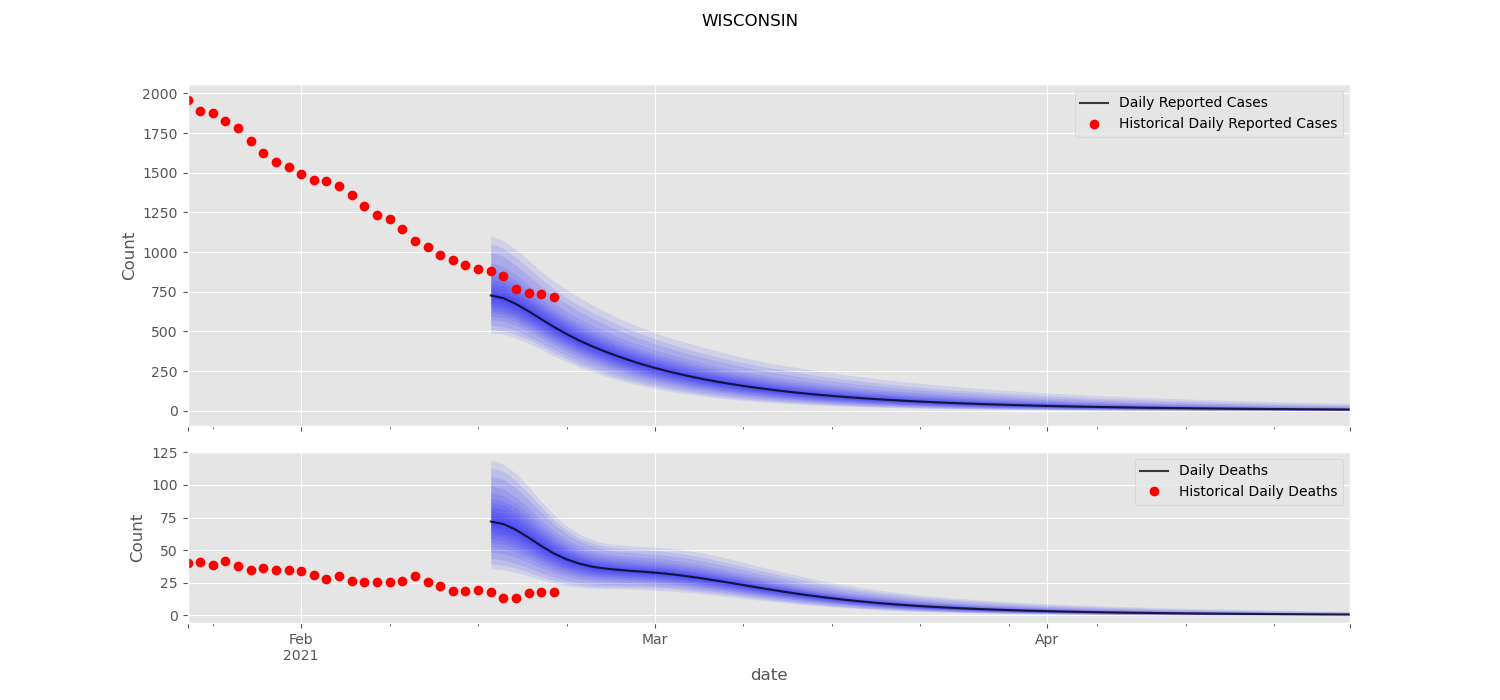 WISCONSIN
2000
1750
1500
1250
1000
750
500
250
0
Count
Daily Reported Cases
Historical Daily Reported Cases
125
100
75
50
25
0
Count
Daily Deaths
Historical Daily Deaths
Feb
2021
Mar
Apr
date